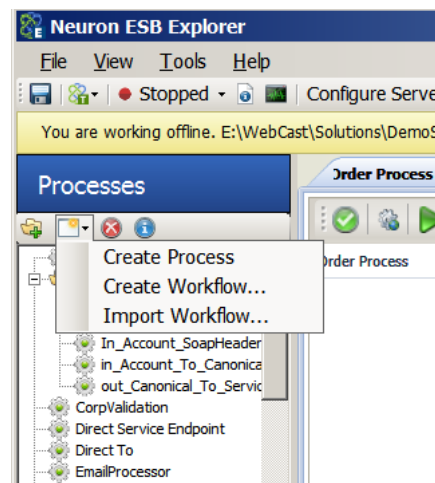 Neuron ESB Explorer
File View Tools Help
Stopped Configure Serve
You are working offline. E:\WebCast\Solutions\DemoS
Processes
Order Process
Create Process
Create Workflow...
Import Workflow...
Order Process
In_Account_SoapHeader
in_Account_To_Canonica
out_Canonical_To_Servic
CorpValidation
Direct Service Endpoint
Direct To
EmailProcessor